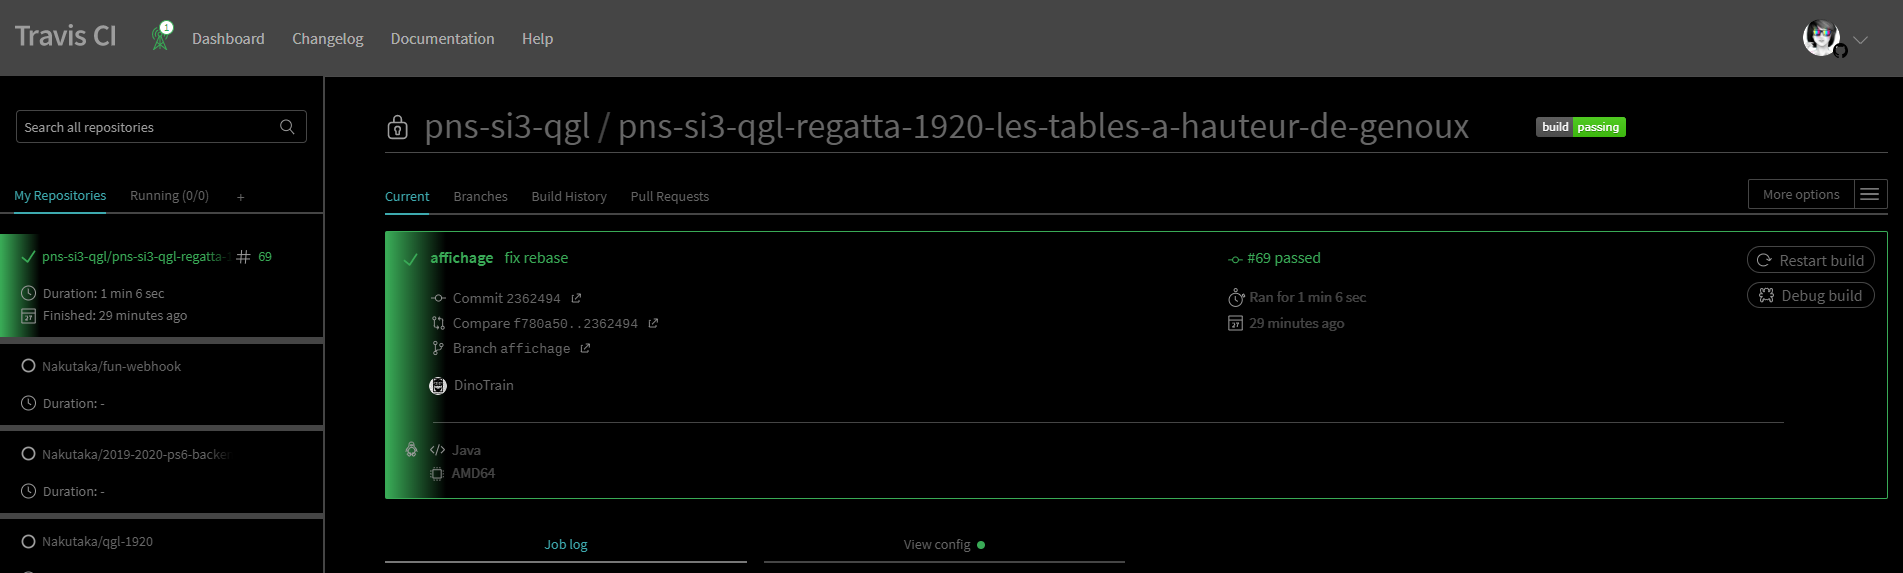 Travis CI
1
Dashboard
Changelog
Documentation
Help
Search all repositories
My Repositories
Running (0/0)
+
pns-si3-qgl/pns-si3-qgl-regatta-
# 69
Duration: 1 min 6 sec
27
Finished: 29 minutes ago
Nakutaka/fun-webhook
Duration: -
Nakutaka/2019-2020-ps6-backe
Duration: -
Nakutaka/qgl-1920
pns-si3-qgl / pns-si3-qgl-regatta-1920-les-tables-a-hauteur-de-genoux
build passing
Current
Branches
Build History
Pull Requests
More options
affichage fix rebase
Commit 2362494
Compare f780a50..2362494
Branch affichage
DinoTrain
#69 passed
Ran for 1 min 6 sec
27
29 minutes ago
Restart build
Debug build
</> Java
AMD64
Job log
View config